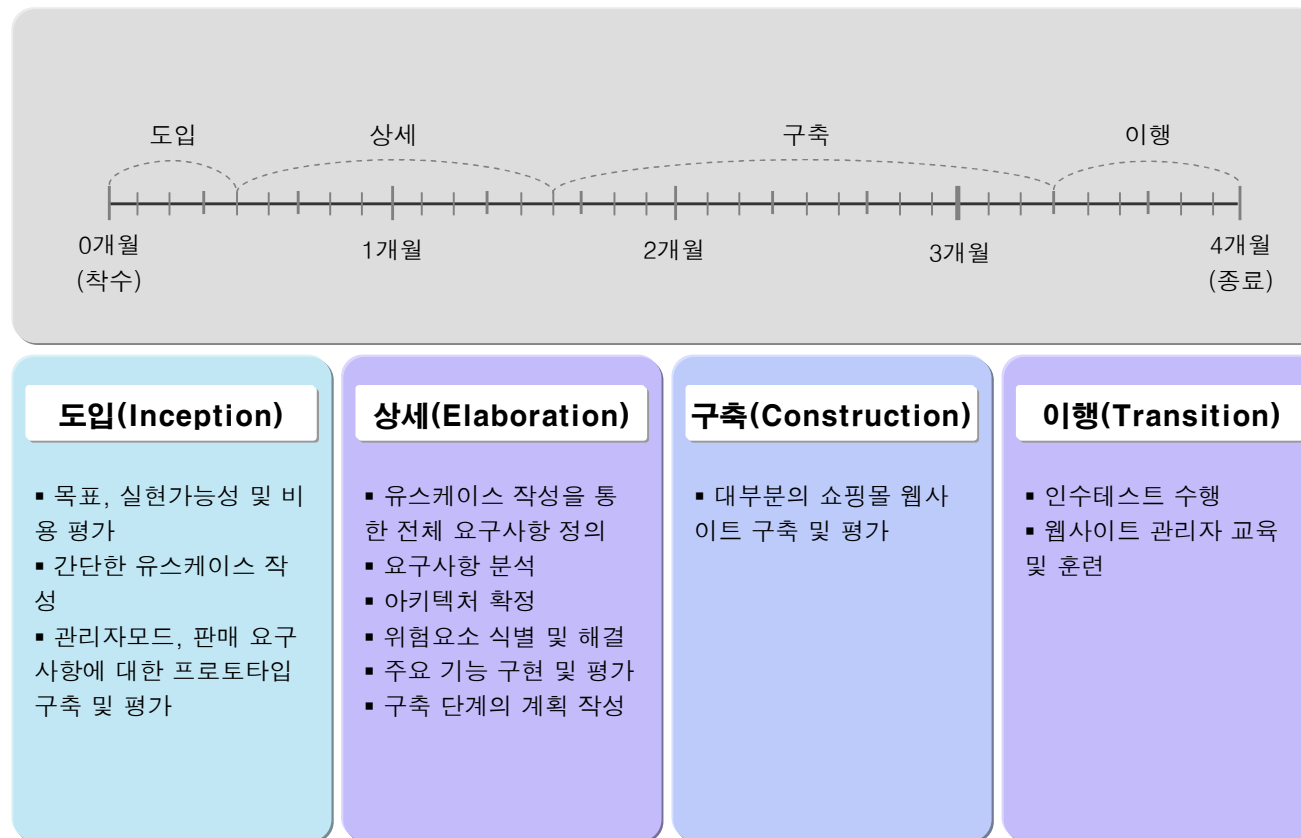 도입
상세
구축
이행
0개월
(착수)
1개월
2개월
3개월
4개월
(종료)
도입(Inception)
▪ 목표, 실현가능성 및 비
용 평가
▪ 간단한 유스케이스 작
성
▪ 관리자모드, 판매 요구
사항에 대한 프로토타입
구축 및 평가
상세(Elaboration)
▪ 유스케이스 작성을 통
한 전체 요구사항 정의
▪ 요구사항 분석
▪ 아키텍처 확정
▪ 위험요소 식별 및 해결
▪ 주요 기능 구현 및 평가
▪ 구축 단계의 계획 작성
구축(Construction)
▪ 대부분의 쇼핑몰 웹사
이트 구축 및 평가
이행(Transition)
▪ 인수테스트 수행
▪ 웹사이트 관리자 교육
및 훈련